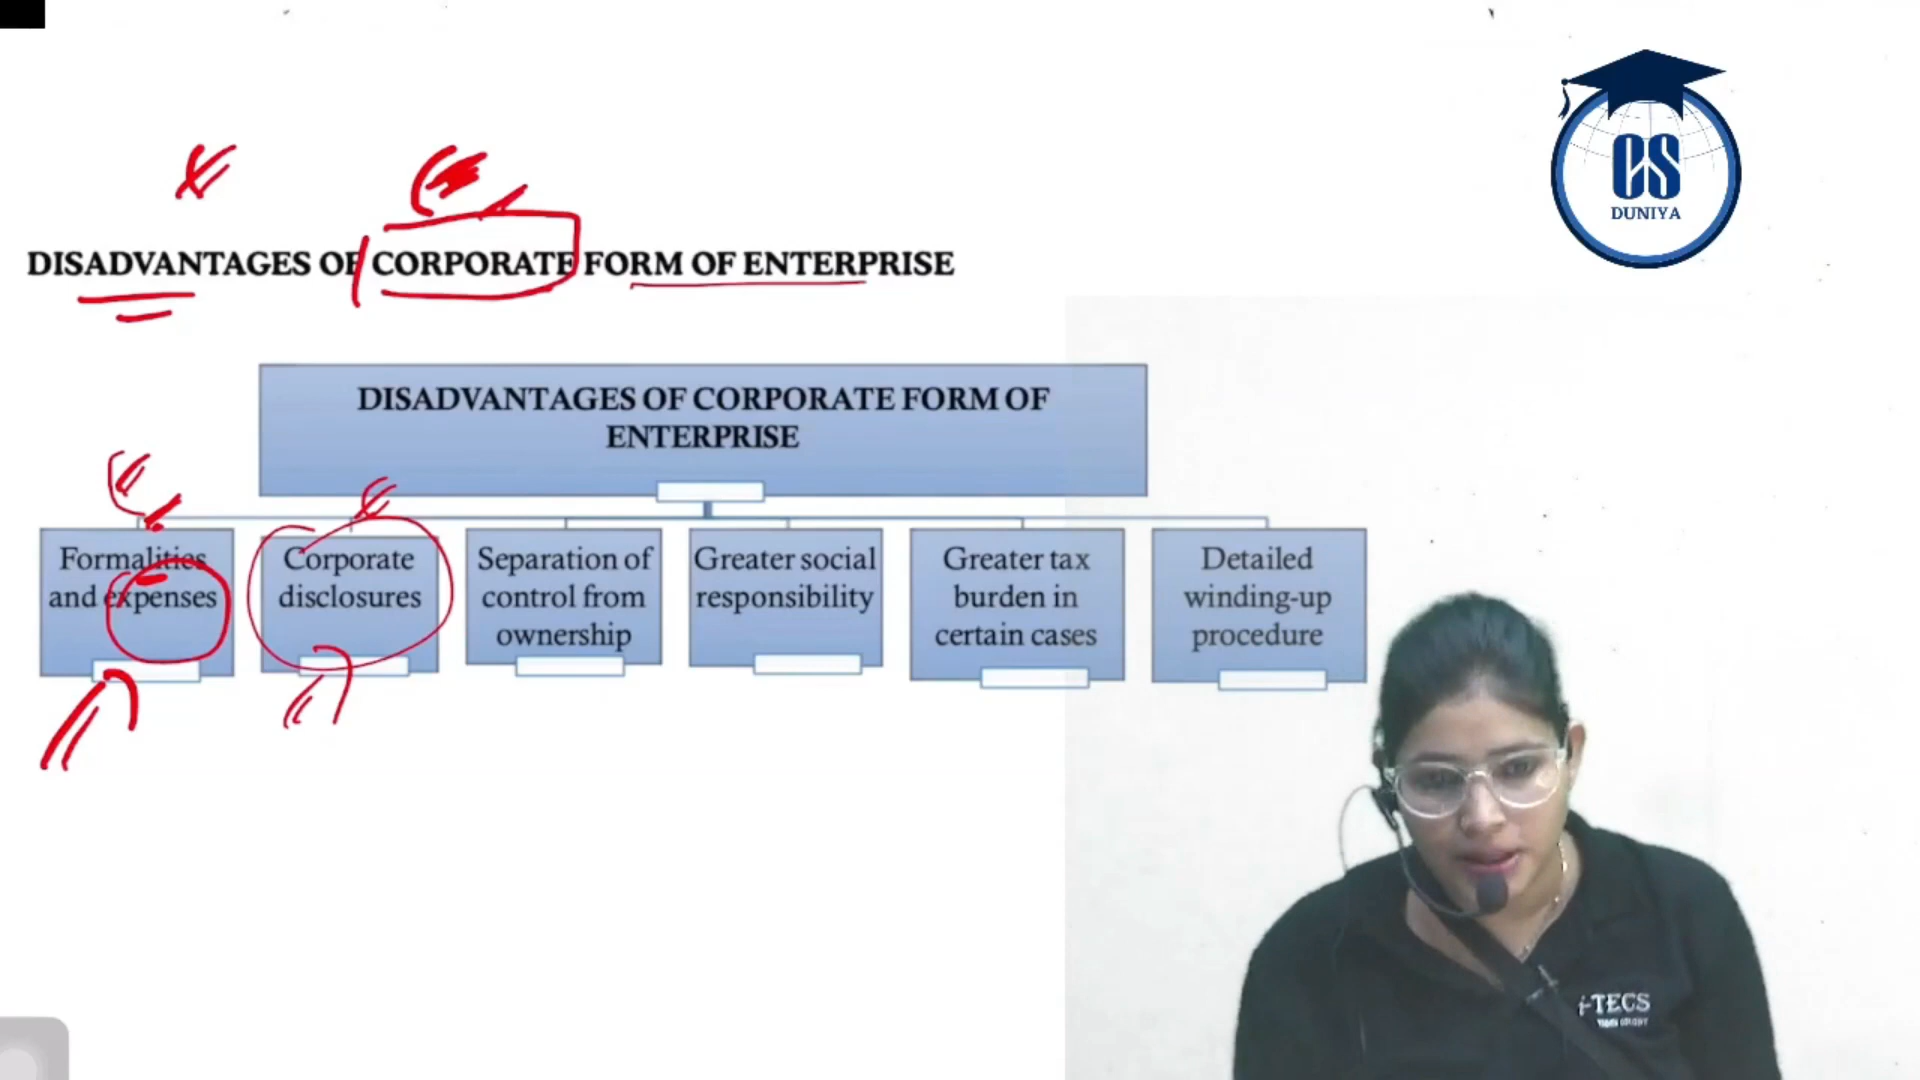 CS
DUNIYA
DISADVANTAGES OF CORPORATE FORM OF ENTERPRISE
DISADVANTAGES OF CORPORATE FORM OF
ENTERPRISE
Formalities
and expenses
Corporate
disclosures
Separation of
control from
ownership
Greater social
responsibility
Greater tax
burden in
certain cases
Detailed
winding-up
procedure
i-TECS